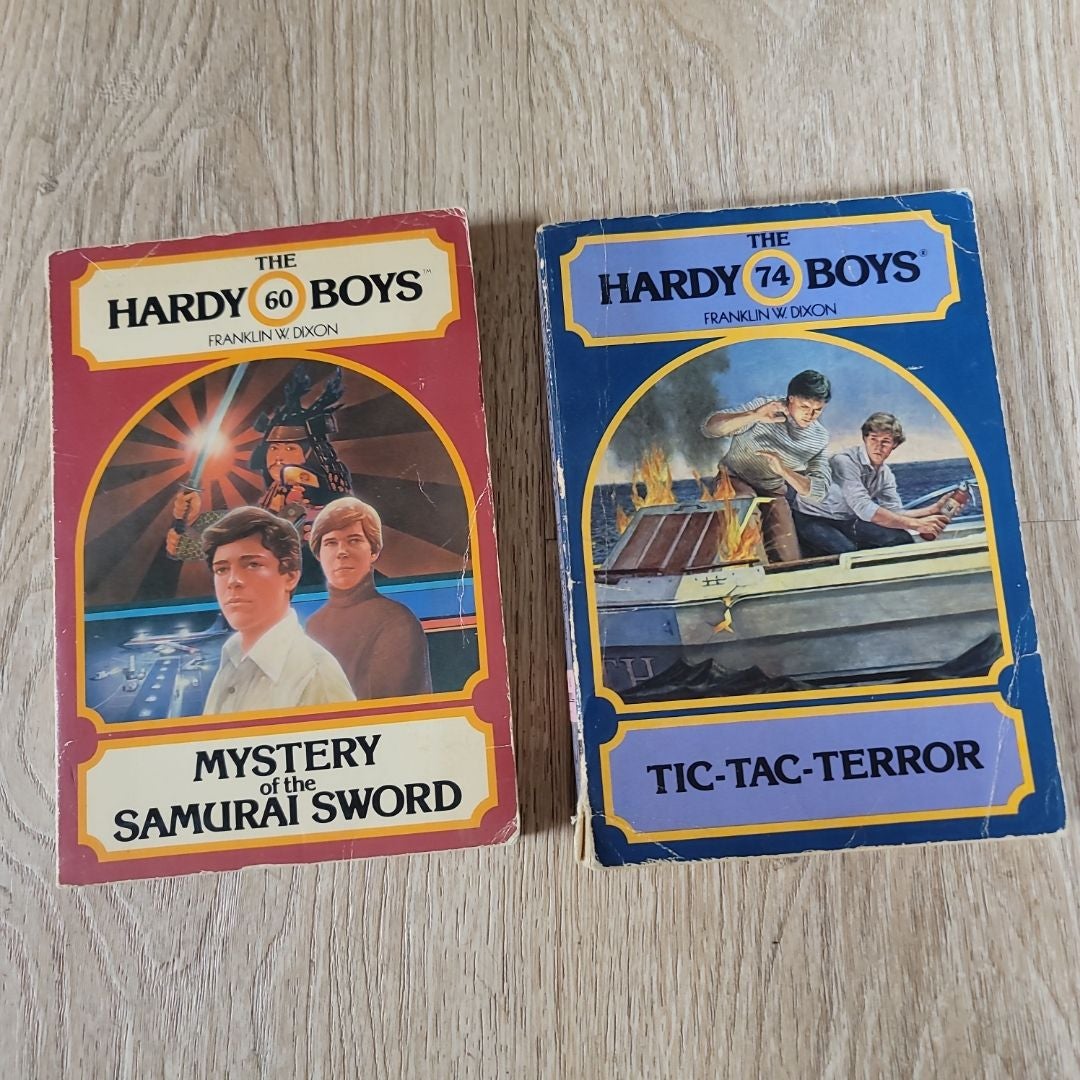 THE
HARDY 60 BOYS™
FRANKLIN W. DIXON
MYSTERY
of the
SAMURAI SWORD
THE
HARDY 74 BOYS®
FRANKLIN W. DIXON
TH
TIC-TAC-TERROR